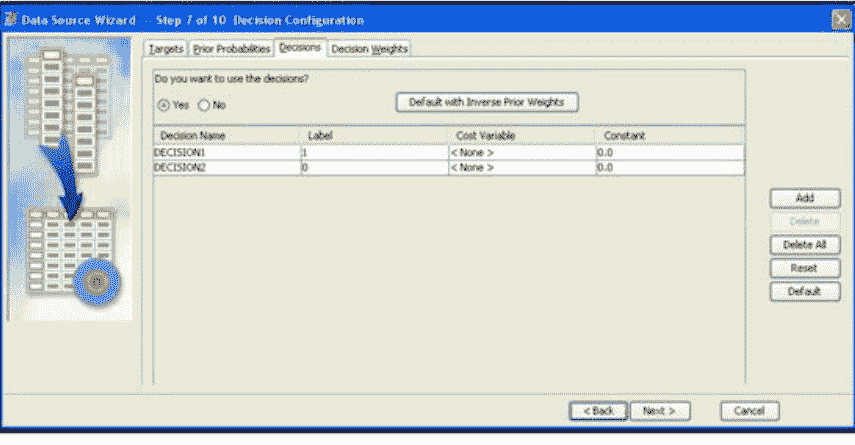 Data Source Wizard -- Step 7 of 10 Decision Configuration
Targets Prior Probabilities Decisions Decision Weights
Do you want to use the decisions?
Yes No Default with Inverse Prior Weights
Decision Name Label Cost Variable Constant
DECISION1 1 < None > 0.0
DECISION2 0 < None > 0.0
Add
Delete
Delete All
Reset
Default
< Back Next > Cancel